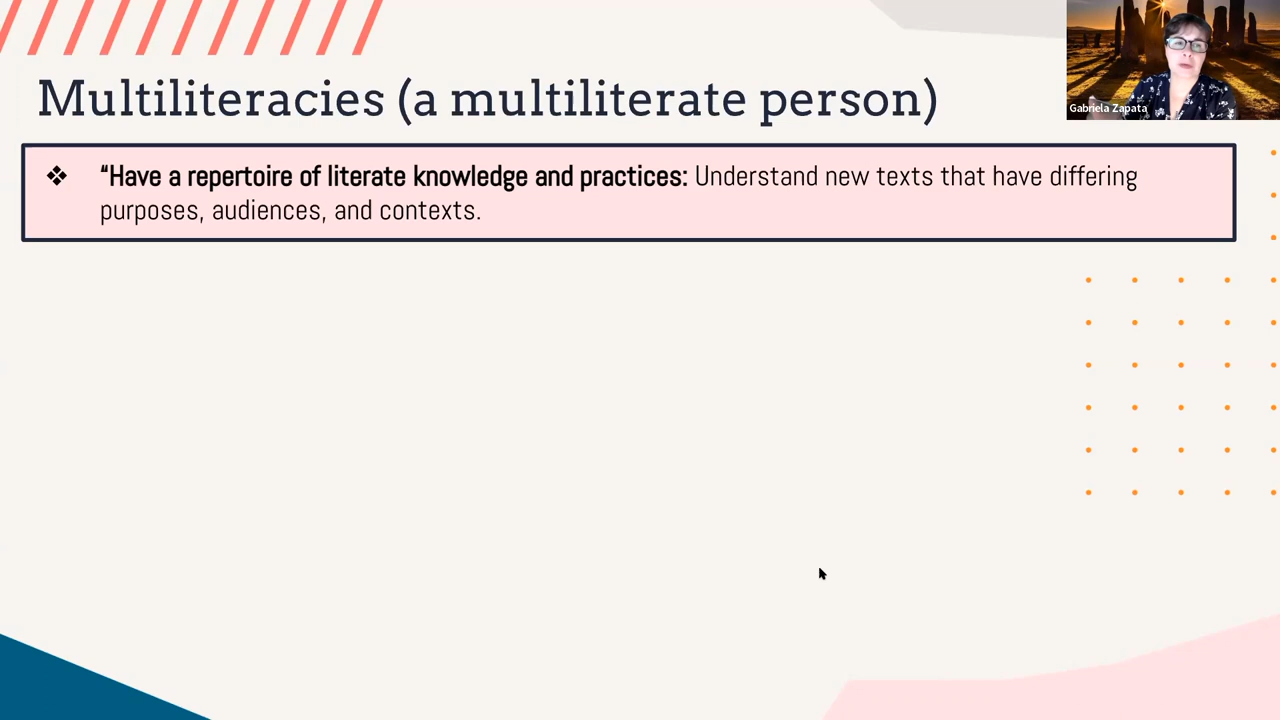 Multiliteracies (a multiliterate person)
Gabriela Zapata
❖ “Have a repertoire of literate knowledge and practices: Understand new texts that have differing
purposes, audiences, and contexts.